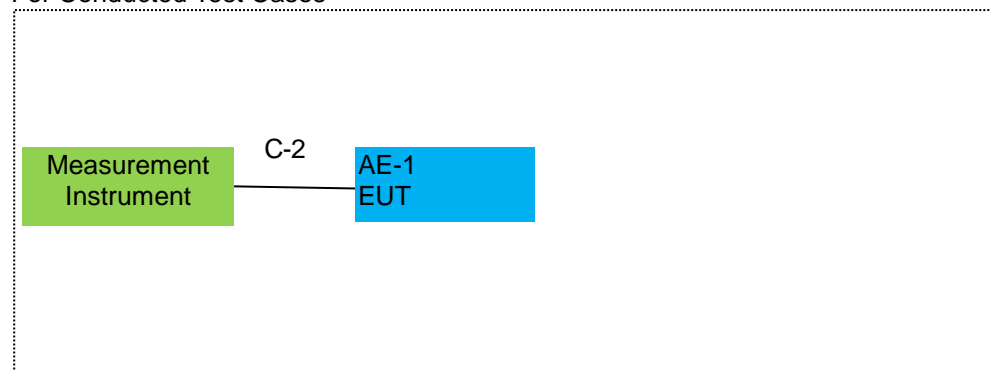 For Conducted Test Cases
C-2
Measurement
Instrument
AE-1
EUT